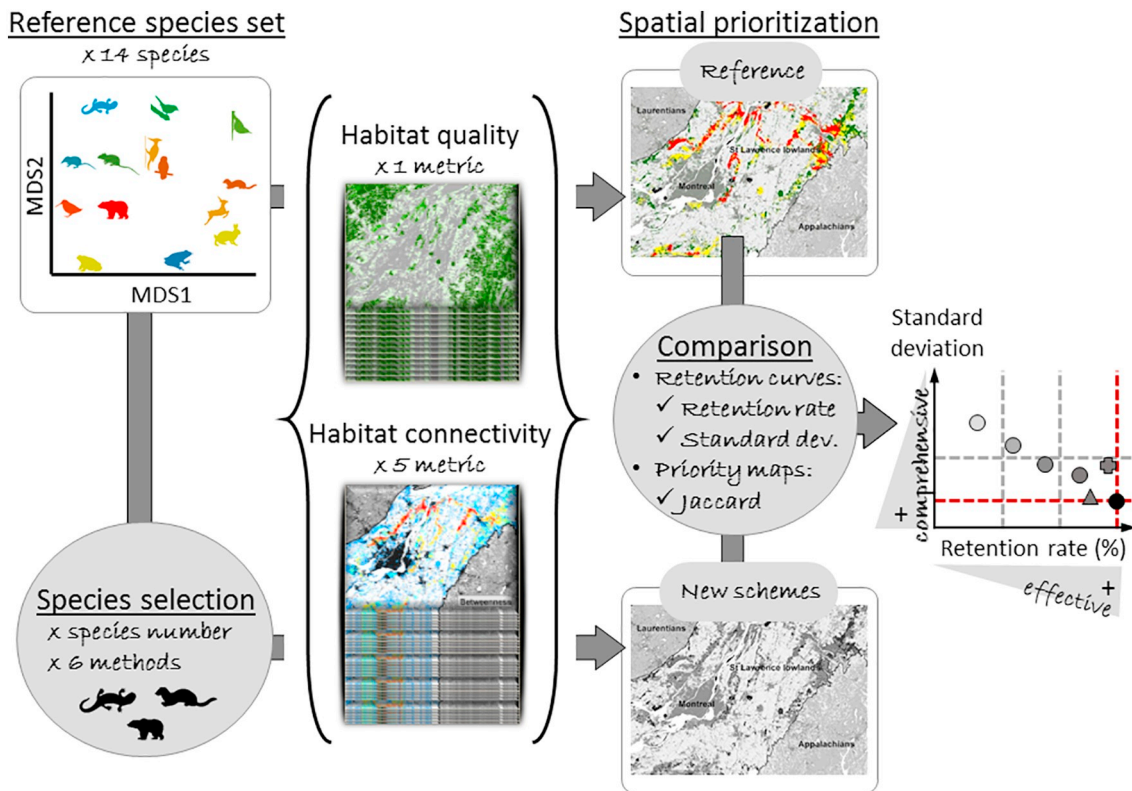 Reference species set
x 14 species
MDS2
MDS1
Species selection
x species number
x 6 methods
Habitat quality
x 1 metric
Habitat connectivity
x 5 metric
Betweenness
Spatial prioritization
Reference
Laurentians
St Lawrence lowlands
Montreal
Appalachians
Comparison
• Retention curves:
✓ Retention rate
✓ Standard dev.
• Priority maps:
✓ Jaccard
New schemes
Laurentians
St Lawrence lowlands
Montreal
Appalachians
Standard
deviation
comprehensive
+
Retention rate (%)
effective
+